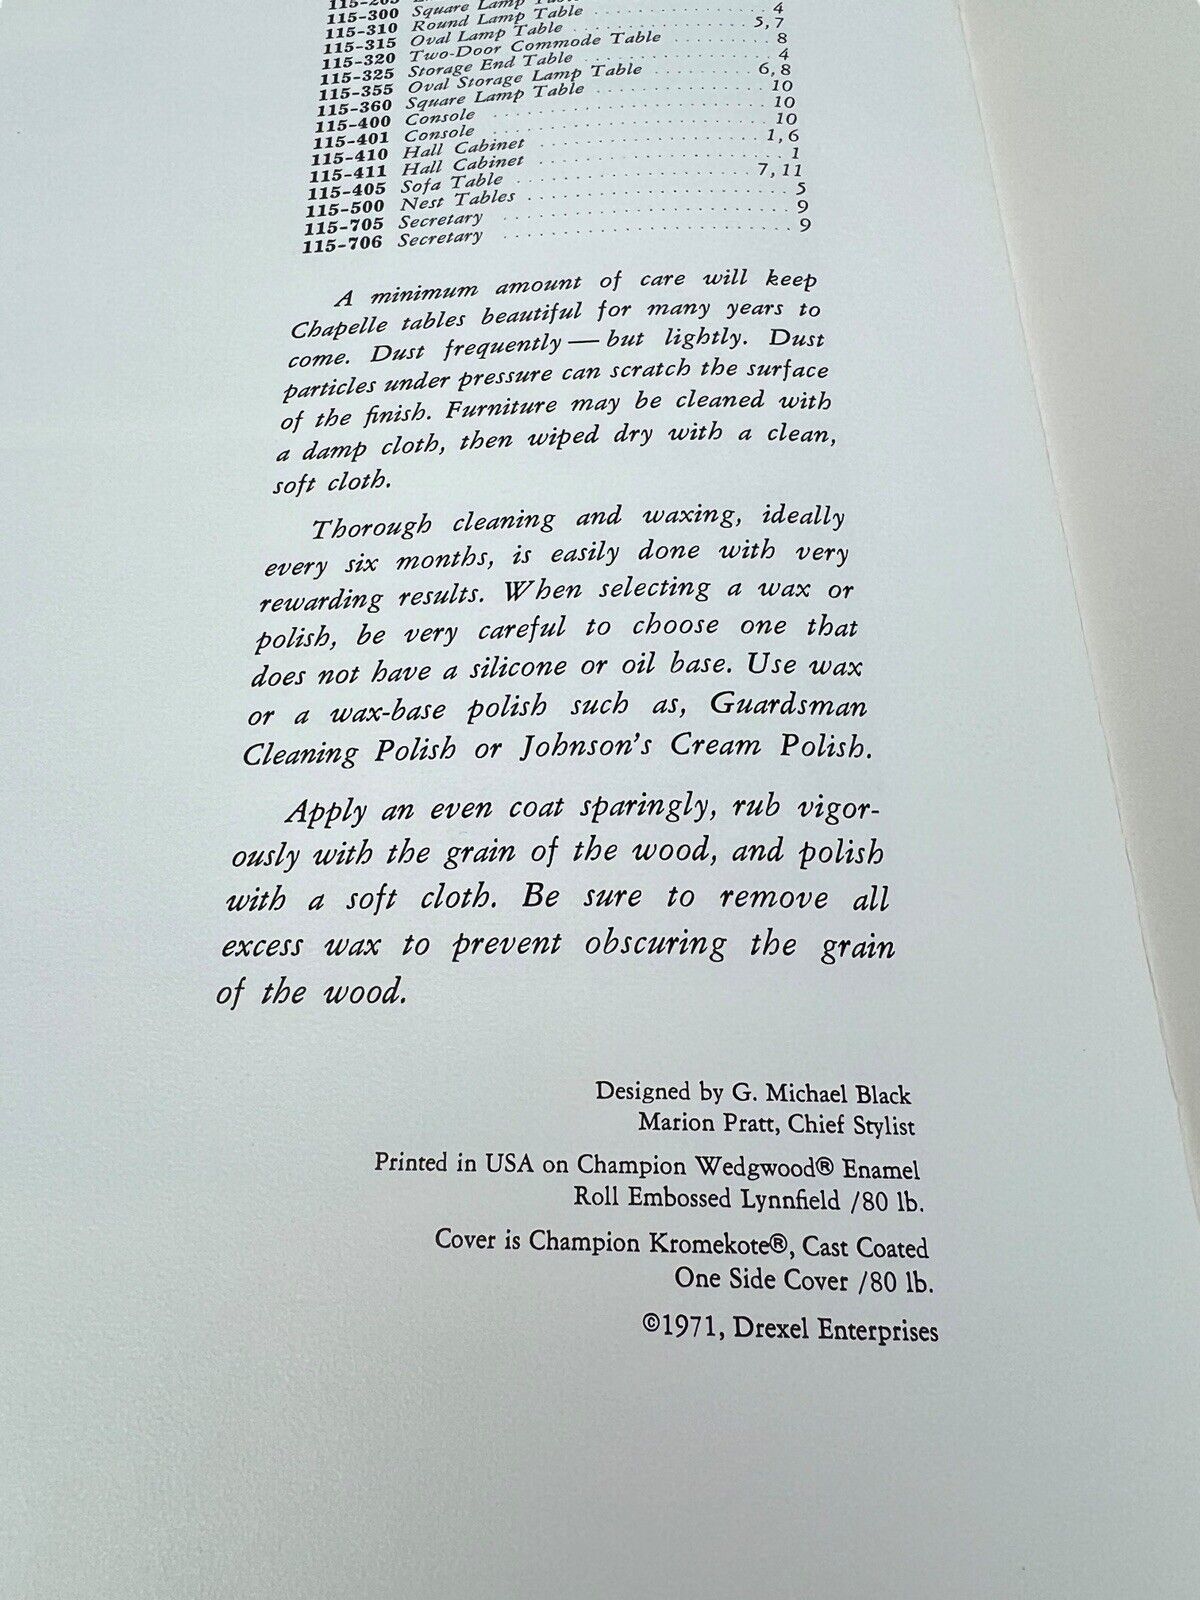 115-300 Square Lamp Table
115-310 Round Lamp Table . . . . . . . . . . 4
115-315 Oval Lamp Table . . . . . . . . . . 5, 7
115-320 Two-Door Commode Table . . . . . . . . . . 8
115-325 Storage End Table . . . . . . . . . . 4
115-355 Oval Storage Lamp Table . . . . . . . . . . 6, 8
115-360 Square Lamp Table . . . . . . . . . . 10
115-400 Console . . . . . . . . . . 10
115-401 Console . . . . . . . . . . 10
115-410 Hall Cabinet . . . . . . . . . . 1, 6
115-411 Hall Cabinet . . . . . . . . . . 1
115-405 Sofa Table . . . . . . . . . . 7, 11
115-500 Nest Tables . . . . . . . . . . 5
115-705 Secretary . . . . . . . . . . 9
115-706 Secretary . . . . . . . . . . 9
A minimum amount of care will keep
Chapelle tables beautiful for many years to
come. Dust frequently — but lightly. Dust
particles under pressure can scratch the surface
of the finish. Furniture may be cleaned with
a damp cloth, then wiped dry with a clean,
soft cloth.
Thorough cleaning and waxing, ideally
every six months, is easily done with very
rewarding results. When selecting a wax or
polish, be very careful to choose one that
does not have a silicone or oil base. Use wax
or a wax-base polish such as, Guardsman
Cleaning Polish or Johnson's Cream Polish.
Apply an even coat sparingly, rub vigor-
ously with the grain of the wood, and polish
with a soft cloth. Be sure to remove all
excess wax to prevent obscuring the grain
of the wood.
Designed by G. Michael Black
Marion Pratt, Chief Stylist
Printed in USA on Champion Wedgwood® Enamel
Roll Embossed Lynnfield /80 lb.
Cover is Champion Kromekote®, Cast Coated
One Side Cover /80 lb.
©1971, Drexel Enterprises